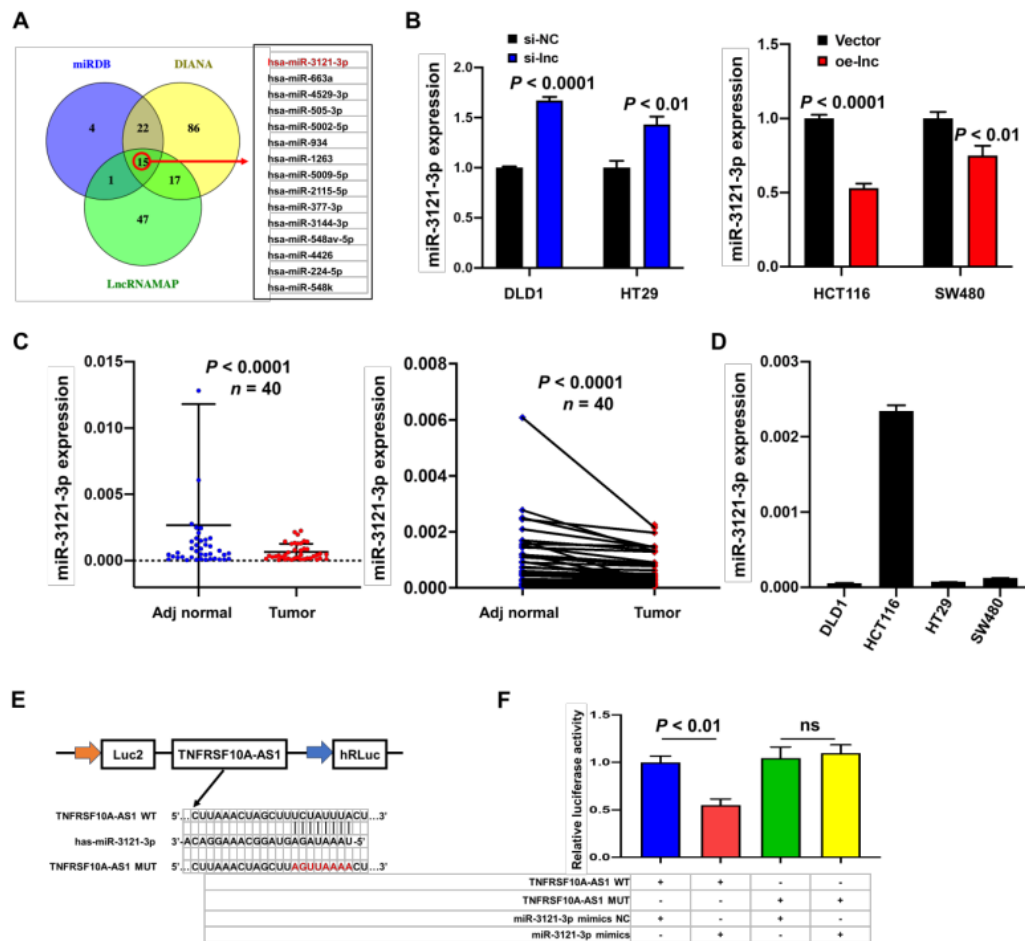 A
miRDB
DIANA
4
22
86
15
1
17
47
LncRNAMAP
hsa-miR-3121-3p
hsa-miR-663a
hsa-miR-4529-3p
hsa-miR-505-3p
hsa-miR-5002-5p
hsa-miR-934
hsa-miR-1263
hsa-miR-5009-5p
hsa-miR-2115-5p
hsa-miR-377-3p
hsa-miR-3144-3p
hsa-miR-548av-5p
hsa-miR-4426
hsa-miR-224-5p
hsa-miR-548k
B
miR-3121-3p expression
si-NC
si-lnc
2.0
1.5
1.0
0.5
0.0
P < 0.0001
P < 0.01
DLD1
HT29
miR-3121-3p expression
Vector
oe-lnc
1.5
1.0
0.5
0.0
P < 0.0001
P < 0.01
HCT116
SW480
C
miR-3121-3p expression
0.015
0.010
0.005
0.000
P < 0.0001
n = 40
Adj normal
Tumor
miR-3121-3p expression
0.008
0.006
0.004
0.002
0.000
P < 0.0001
n = 40
Adj normal
Tumor
D
miR-3121-3p expression
0.003
0.002
0.001
0.000
DLD1
HCT116
HT29
SW480
E
Luc2
TNFRSF10A-AS1
hRLuc
TNFRSF10A-AS1 WT 5'...CUUAAACUAGCUUUCUAUUUACU...3'
has-miR-3121-3p 3'-ACAGGAAACGGAUGAGAUAAAU-5'
TNFRSF10A-AS1 MUT 5'...CUUAAACUAGCUUAGUUAAAACU...3'
F
Relative luciferase activity
1.5
1.0
0.5
0.0
P < 0.01
ns
TNFRSF10A-AS1 WT + + - -
TNFRSF10A-AS1 MUT - - + +
miR-3121-3p mimics NC + - + -
miR-3121-3p mimics - + - +